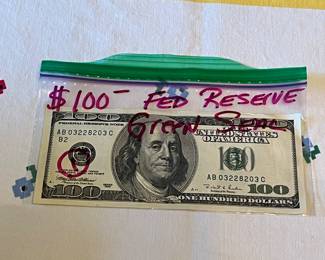 $100- FED RESERVE
GREEN SEAL
FEDERAL RESERVE NOTE
UNITED STATES
OF AMERICA
AB 03228203 C
B2
100
AB 03228203 C
100
100
ONE HUNDRED DOLLARS